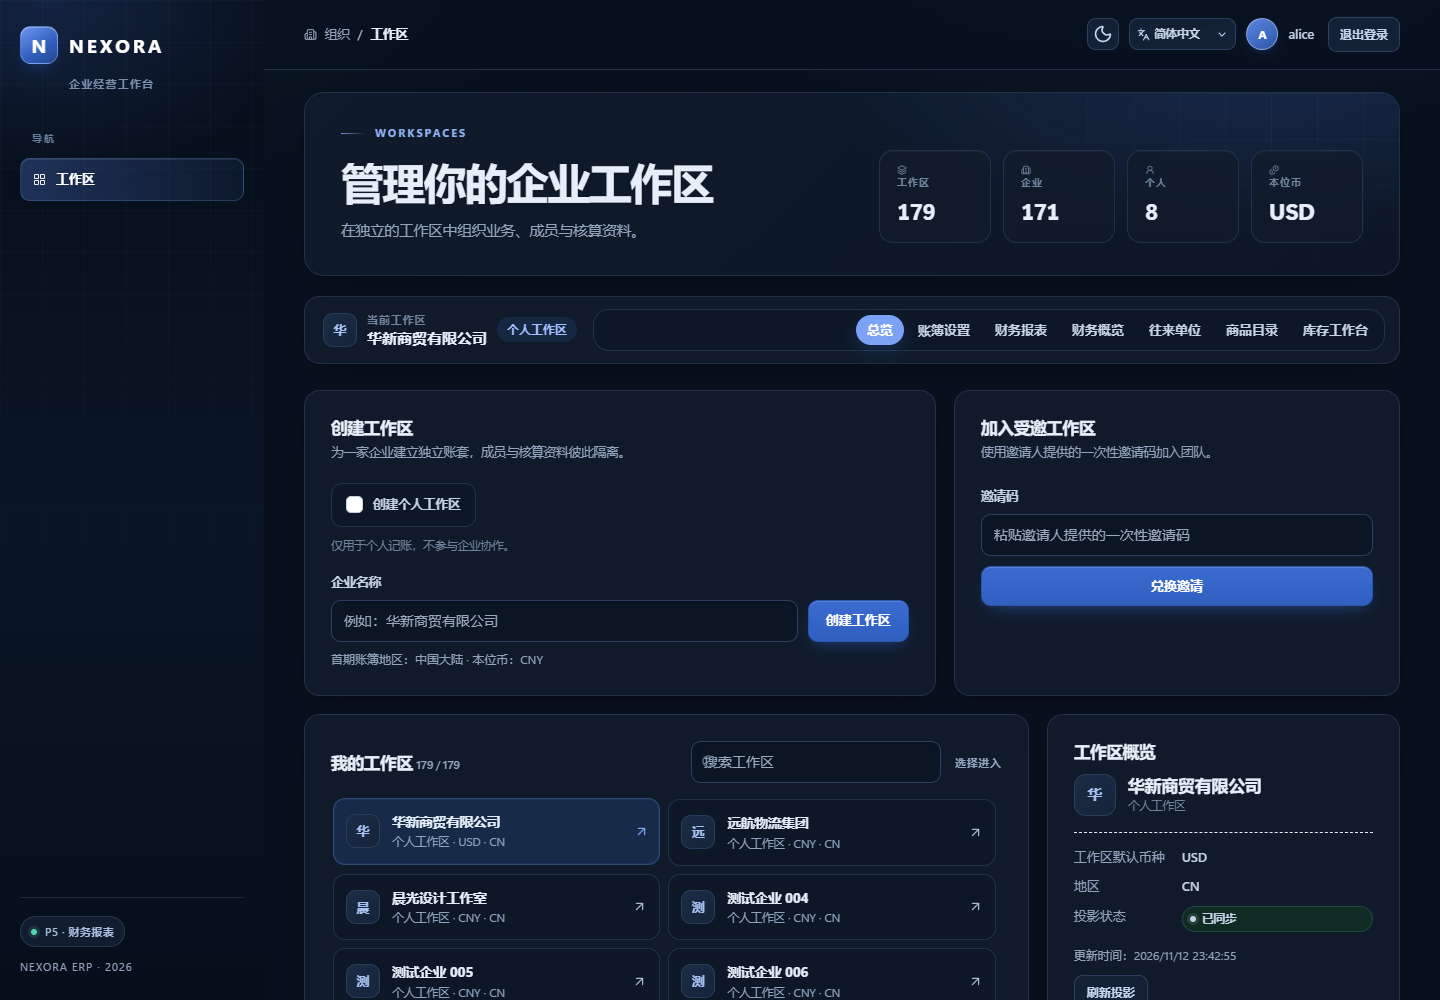 N NEXORA
企业经营工作台
导航
工作区
P5 · 财务报表
NEXORA ERP · 2026
组织 / 工作区
简体中文
A alice
退出登录
WORKSPACES
管理你的企业工作区
在独立的工作区中组织业务、成员与核算资料。
工作区
179
企业
171
个人
8
本位币
USD
华
当前工作区
华新商贸有限公司
个人工作区
总览 账簿设置 财务报表 财务概览 往来单位 商品目录 库存工作台
创建工作区
为一家企业建立独立账套，成员与核算资料彼此隔离。
创建个人工作区
仅用于个人记账，不参与企业协作。
企业名称
例如：华新商贸有限公司
创建工作区
首期账簿地区：中国大陆 · 本位币：CNY
加入受邀工作区
使用邀请人提供的一次性邀请码加入团队。
邀请码
粘贴邀请人提供的一次性邀请码
兑换邀请
我的工作区 179 / 179
搜索工作区
选择进入
华
华新商贸有限公司
个人工作区 · USD · CN
远
远航物流集团
个人工作区 · CNY · CN
晨
晨光设计工作室
个人工作区 · CNY · CN
测
测试企业 004
个人工作区 · CNY · CN
测
测试企业 005
个人工作区 · CNY · CN
测
测试企业 006
个人工作区 · CNY · CN
工作区概览
华
华新商贸有限公司
个人工作区
工作区默认币种 USD
地区 CN
投影状态 已同步
更新时间：2026/11/12 23:42:55
刷新投影